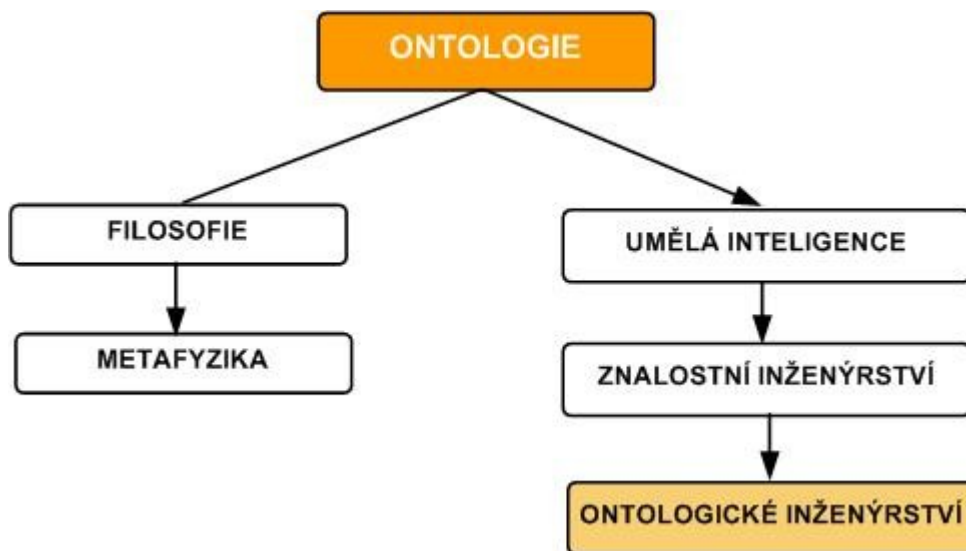 ONTOLOGIE
FILOSOFIE
UMĚLÁ INTELIGENCE
METAFYZIKA
ZNALOSTNÍ INŽENÝRSTVÍ
ONTOLOGICKÉ INŽENÝRSTVÍ